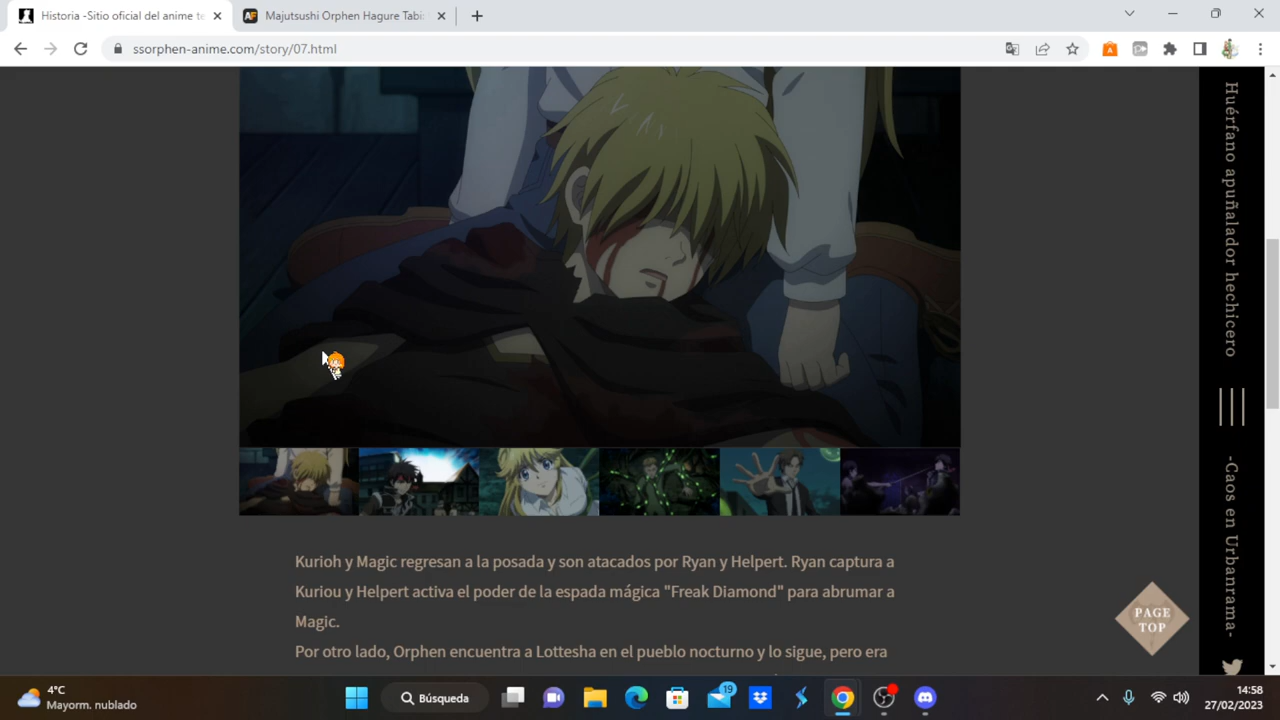 Historia -Sitio oficial del anime te
Majutsushi Orphen Hagure Tabi:
ssorphen-anime.com/story/07.html
Huérfano apuñalador hechicero
-Caos en Urbanrama-
Kurioh y Magic regresan a la posada y son atacados por Ryan y Helpert. Ryan captura a
Kuriou y Helpert activa el poder de la espada mágica "Freak Diamond" para abrumar a
Magic.
Por otro lado, Orphen encuentra a Lottesha en el pueblo nocturno y lo sigue, pero era
PAGE
TOP
4°C
Mayorm. nublado
Búsqueda
19
14:58
27/02/2023